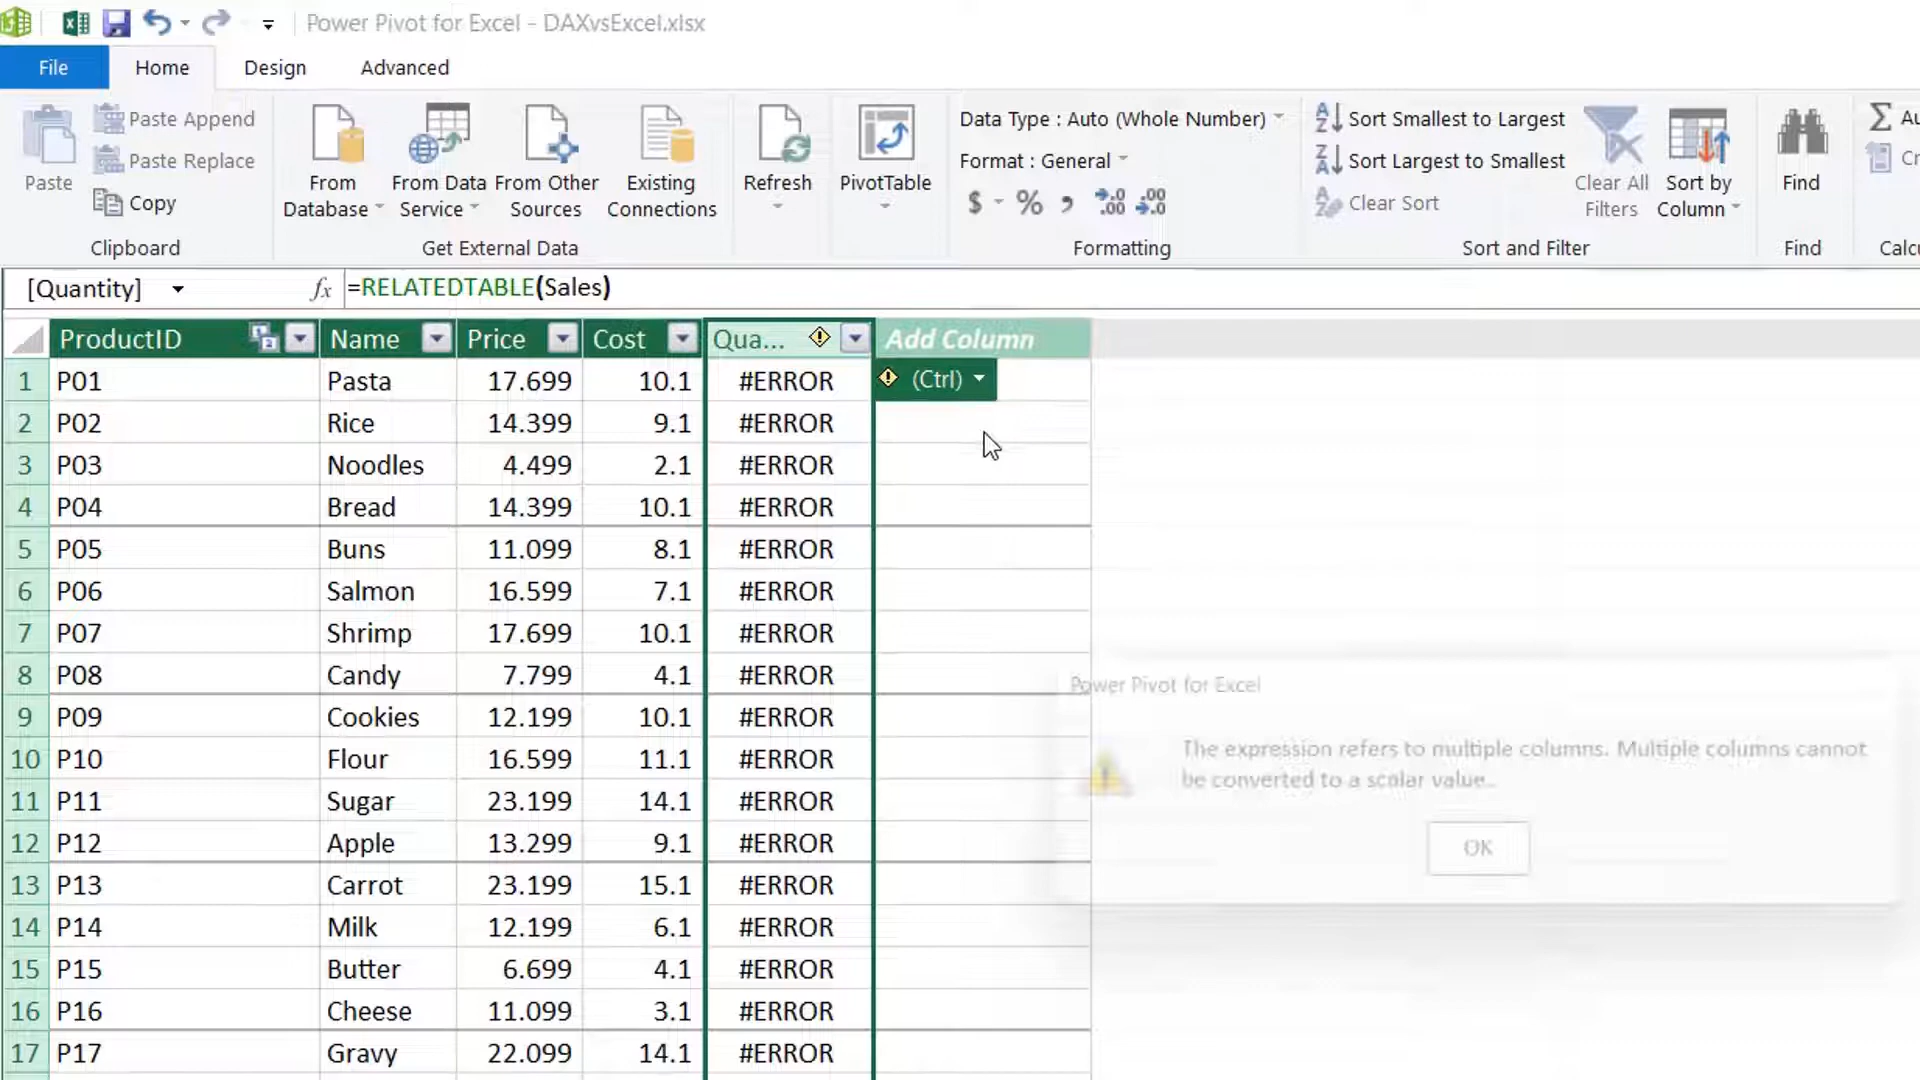 Power Pivot for Excel - DAXvsExcel.xlsx
File Home Design Advanced
Paste
Paste Append
Paste Replace
Copy
Clipboard
From Database
From Data Service
From Other Sources
Existing Connections
Get External Data
Refresh
PivotTable
Data Type : Auto (Whole Number)
Format : General
$ % , .00 .00
Formatting
Sort Smallest to Largest
Sort Largest to Smallest
Clear Sort
Clear All Filters
Sort by Column
Sort and Filter
Find
Find
Σ
[Quantity] fx =RELATEDTABLE(Sales)
ProductID Name Price Cost Qua... Add Column
1 P01 Pasta 17.699 10.1 #ERROR (Ctrl)
2 P02 Rice 14.399 9.1 #ERROR
3 P03 Noodles 4.499 2.1 #ERROR
4 P04 Bread 14.399 10.1 #ERROR
5 P05 Buns 11.099 8.1 #ERROR
6 P06 Salmon 16.599 7.1 #ERROR
7 P07 Shrimp 17.699 10.1 #ERROR
8 P08 Candy 7.799 4.1 #ERROR
9 P09 Cookies 12.199 10.1 #ERROR
10 P10 Flour 16.599 11.1 #ERROR
11 P11 Sugar 23.199 14.1 #ERROR
12 P12 Apple 13.299 9.1 #ERROR
13 P13 Carrot 23.199 15.1 #ERROR
14 P14 Milk 12.199 6.1 #ERROR
15 P15 Butter 6.699 4.1 #ERROR
16 P16 Cheese 11.099 3.1 #ERROR
17 P17 Gravy 22.099 14.1 #ERROR
Power Pivot for Excel
The expression refers to multiple columns. Multiple columns cannot
be converted to a scalar value.
OK